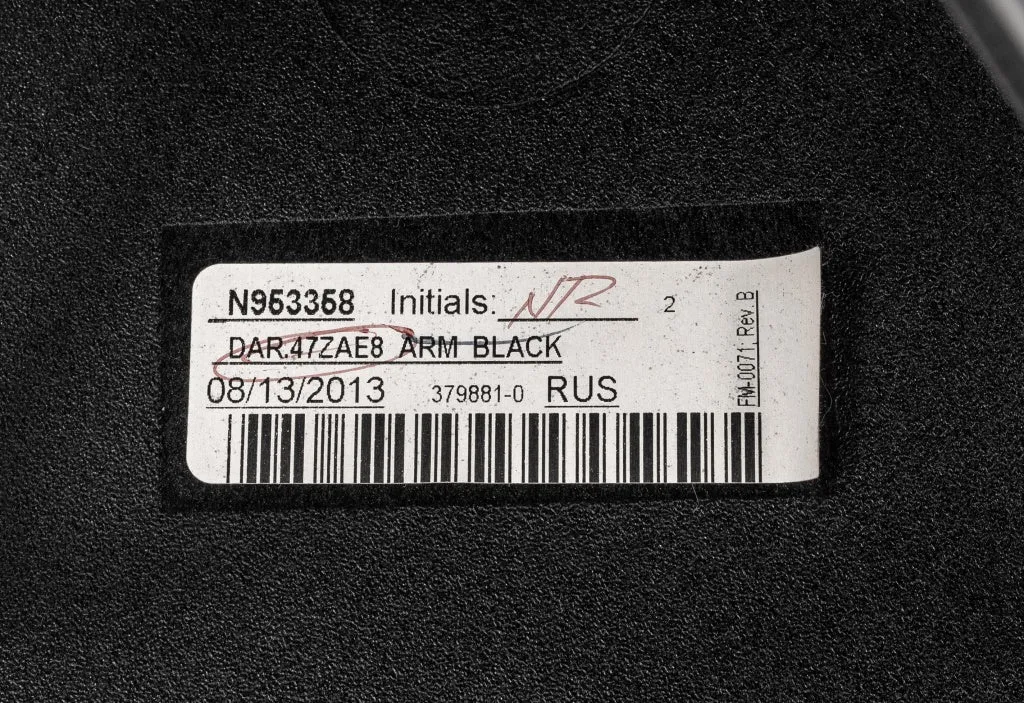 N953358 Initials: NR 2
DAR.47ZAE8 ARM BLACK
08/13/2013 379881-0 RUS
FM-0071, Rev. B